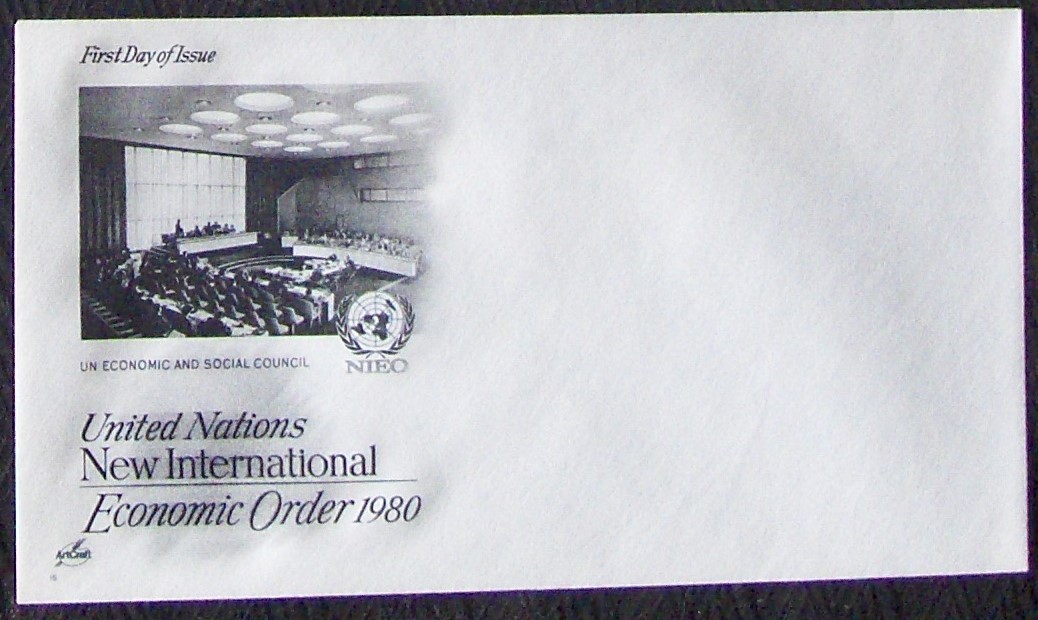 First Day of Issue
UN ECONOMIC AND SOCIAL COUNCIL
NIEO
United Nations
New International
Economic Order 1980
ArtCraft